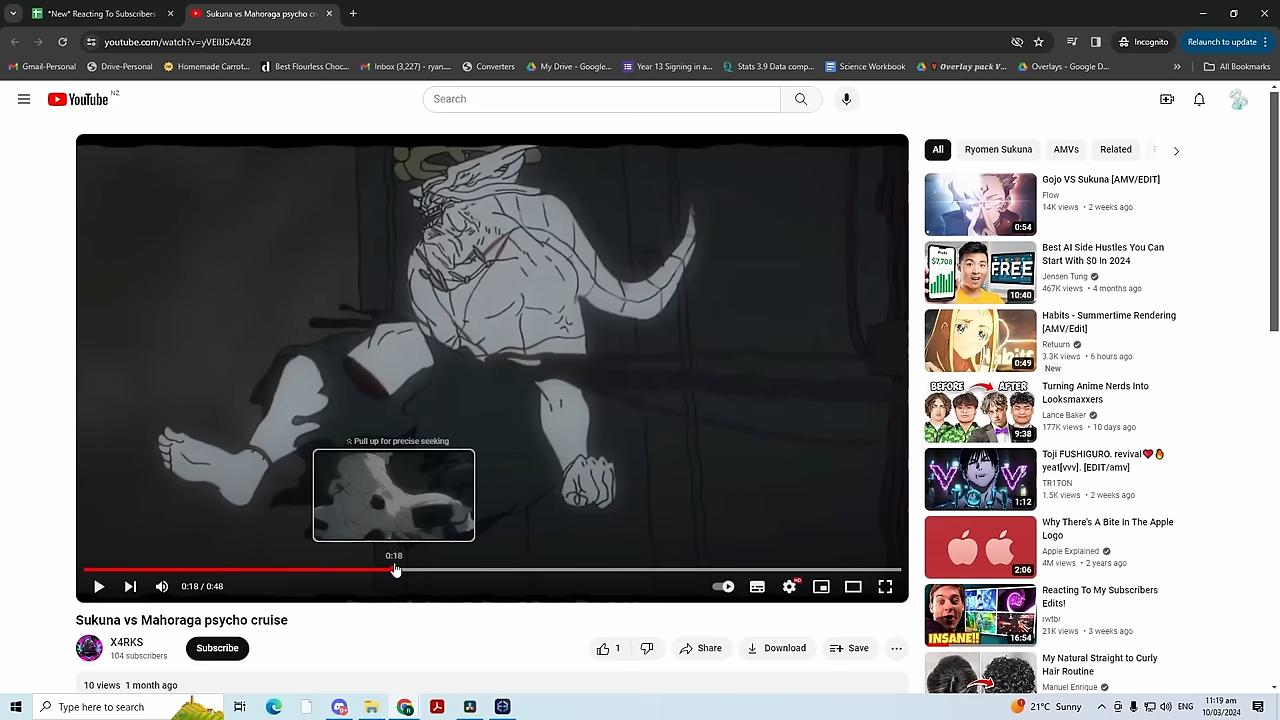 *New* Reacting To Subscribers
Sukuna vs Mahoraga psycho cr
youtube.com/watch?v=yVEIIJSA4Z8
Incognito
Relaunch to update
Gmail-Personal
Drive-Personal
Homemade Carrot...
Best Flourless Choc...
Inbox (3,227) - ryan....
Converters
My Drive - Google...
Year 13 Signing in a...
Stats 3.9 Data comp...
Science Workbook
Overlay pack V...
Overlays - Google D...
All Bookmarks
YouTube NZ
Search
All
Ryomen Sukuna
AMVs
Related
Gojo VS Sukuna [AMV/EDIT]
Flow
14K views • 2 weeks ago
0:54
Best AI Side Hustles You Can
Start With $0 In 2024
Jensen Tung
467K views • 4 months ago
Profit
$7,708
FREE
10:40
Habits - Summertime Rendering
[AMV/Edit]
Retuurn
3.3K views • 6 hours ago
New
0:49
Turning Anime Nerds Into
Looksmaxxers
Lance Baker
177K views • 10 days ago
BEFORE
AFTER
9:38
Toji FUSHIGURO. revival❤️🔥
yeat[vvv]. [EDIT/amv]
TR1TON
1.5K views • 2 weeks ago
1:12
Why There's A Bite In The Apple
Logo
Apple Explained
4M views • 2 years ago
2:06
Reacting To My Subscribers
Edits!
rwtbr
21K views • 3 weeks ago
INSANE!!
16:54
My Natural Straight to Curly
Hair Routine
Manuel Enrique
Pull up for precise seeking
0:18
0:18 / 0:48
HD
Sukuna vs Mahoraga psycho cruise
X4RKS
104 subscribers
Subscribe
1
Share
Download
Save
10 views 1 month ago
Type here to search
21°C Sunny
ENG
11:19 am
10/03/2024